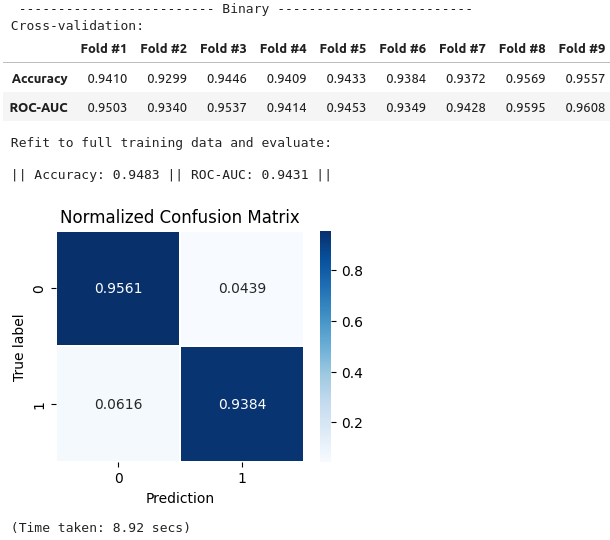 ------------------------- Binary -------------------------
Cross-validation:
Fold #1 Fold #2 Fold #3 Fold #4 Fold #5 Fold #6 Fold #7 Fold #8 Fold #9
Accuracy 0.9410 0.9299 0.9446 0.9409 0.9433 0.9384 0.9372 0.9569 0.9557
ROC-AUC 0.9503 0.9340 0.9537 0.9414 0.9453 0.9349 0.9428 0.9595 0.9608
Refit to full training data and evaluate:
|| Accuracy: 0.9483 || ROC-AUC: 0.9431 ||
Normalized Confusion Matrix
True label
0
0.9561 0.0439
1
0.0616 0.9384
0 1
Prediction
0.8
0.6
0.4
0.2
(Time taken: 8.92 secs)